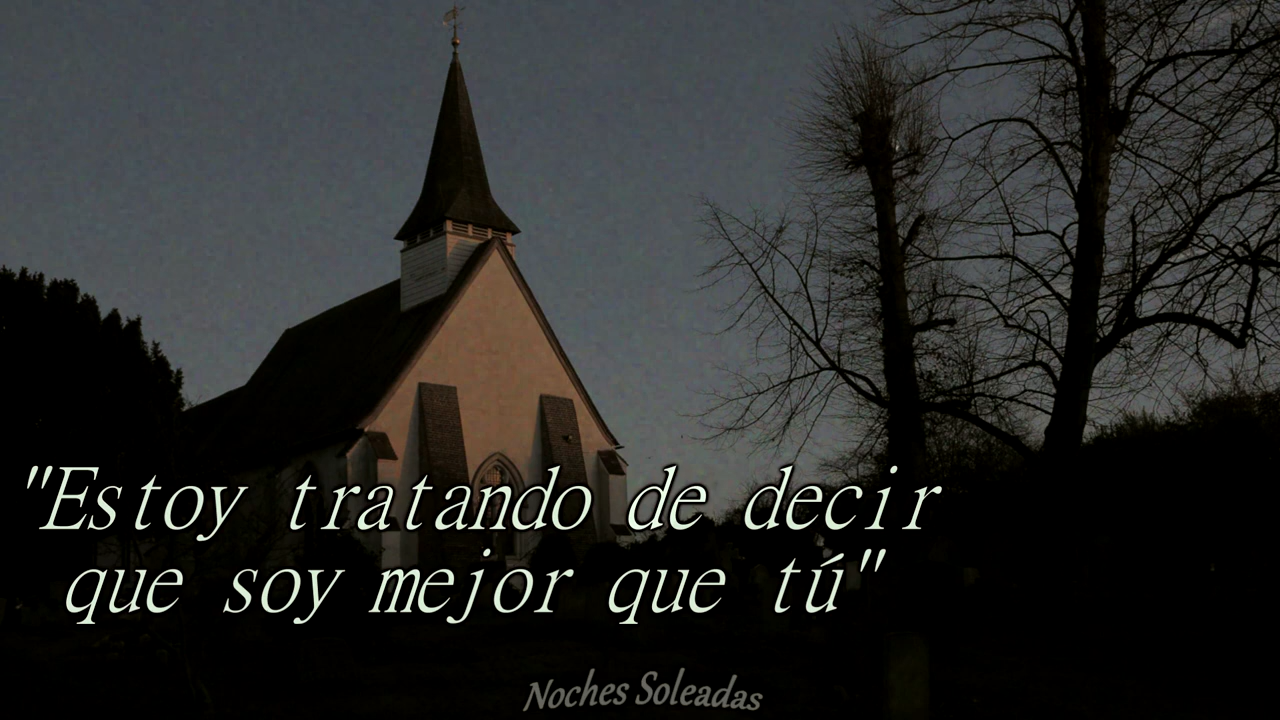 "Estoy tratando de decir
que soy mejor que tú"
Noches Soleadas